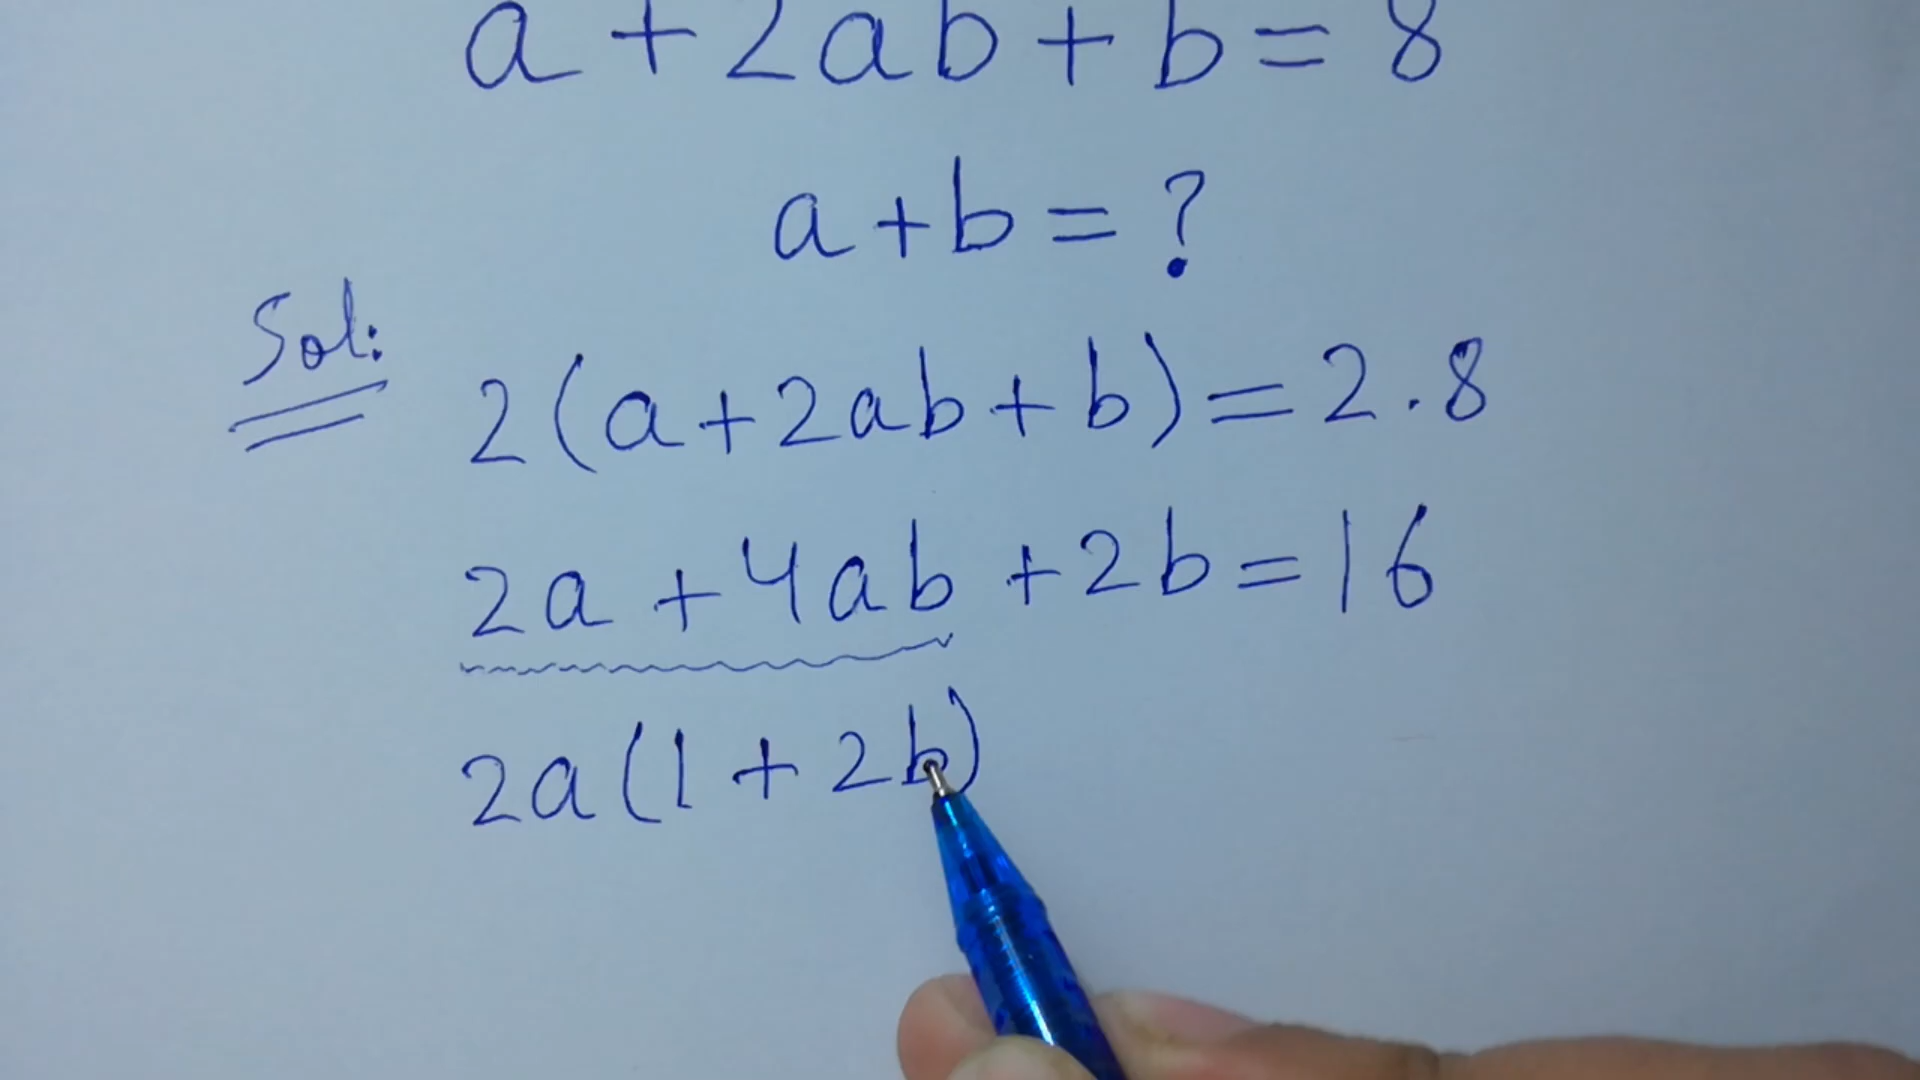 a + 2ab + b = 8
a + b = ?
Sol:
2(a + 2ab + b) = 2.8
2a + 4ab + 2b = 16
2a(1 + 2b)